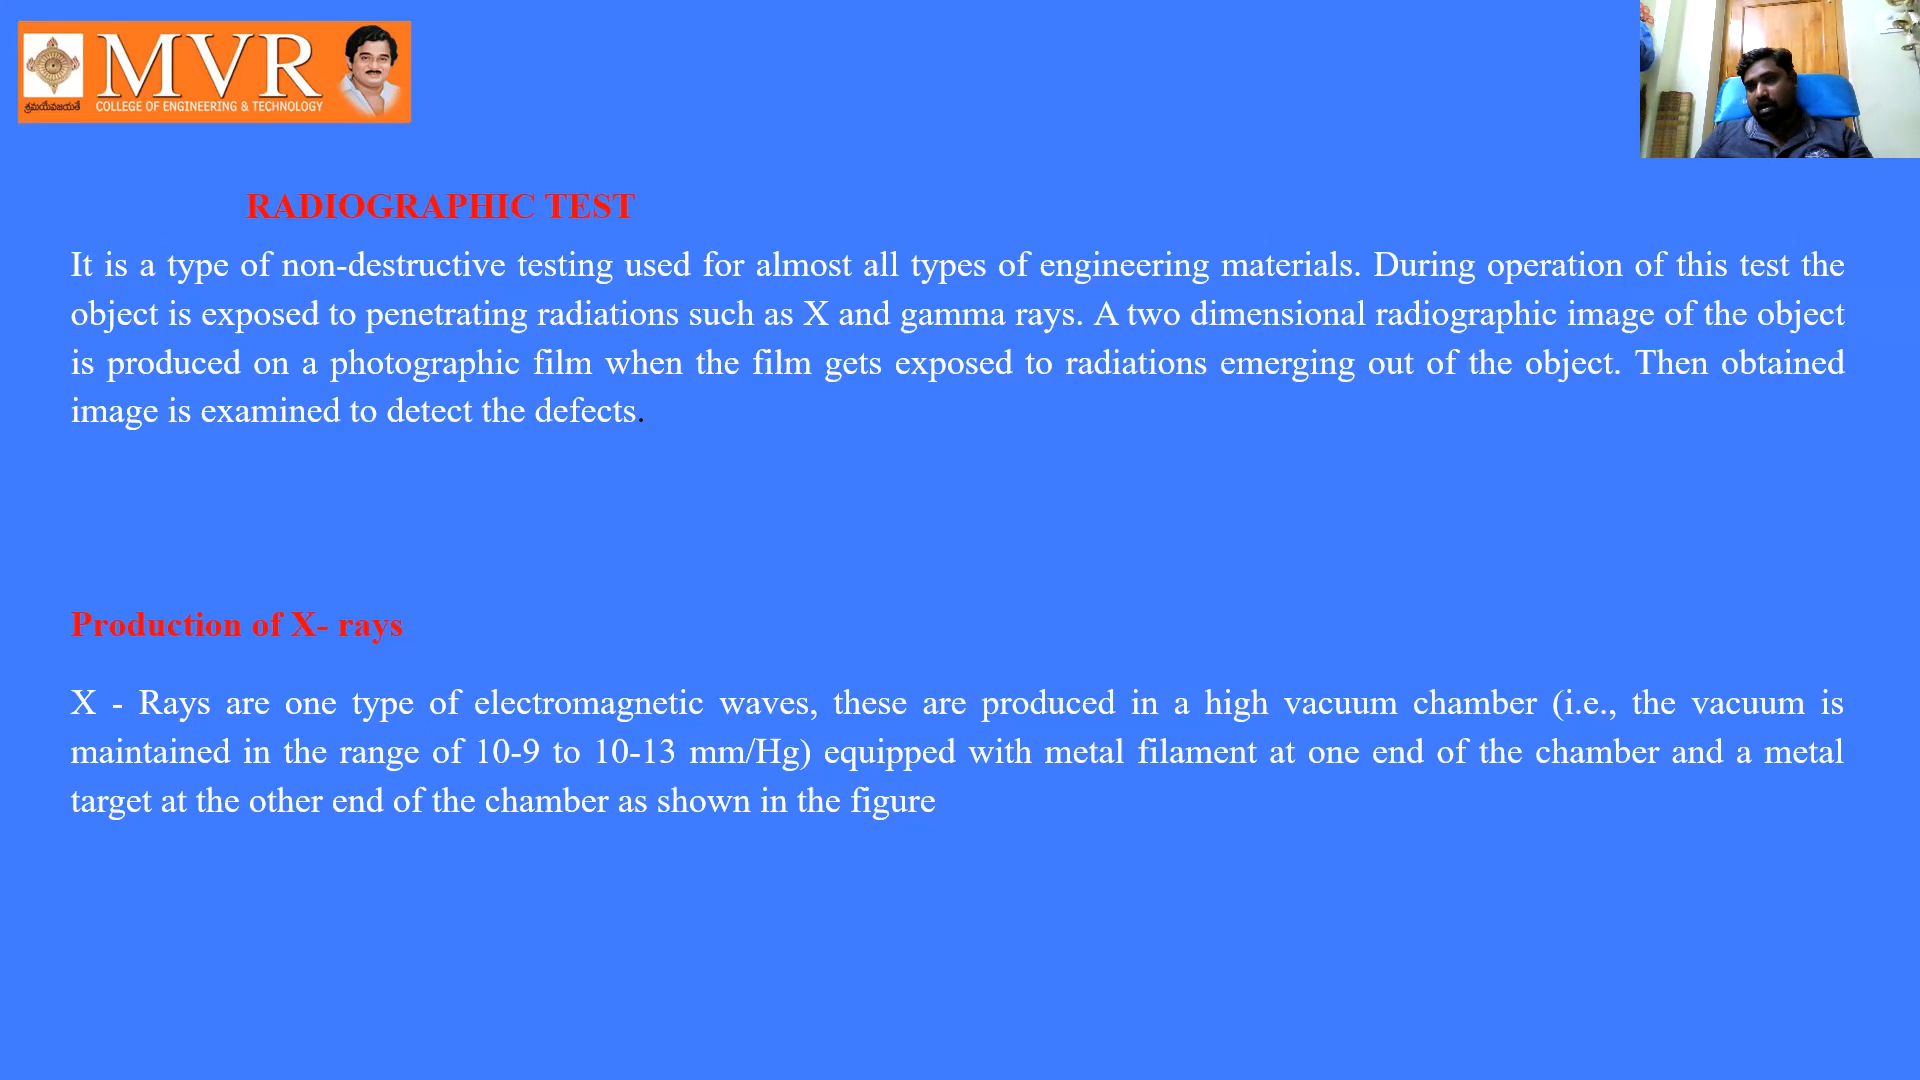 MVR
COLLEGE OF ENGINEERING & TECHNOLOGY
శ్రమయేవజయతే
RADIOGRAPHIC TEST
It is a type of non-destructive testing used for almost all types of engineering materials. During operation of this test the
object is exposed to penetrating radiations such as X and gamma rays. A two dimensional radiographic image of the object
is produced on a photographic film when the film gets exposed to radiations emerging out of the object. Then obtained
image is examined to detect the defects.
Production of X- rays
X - Rays are one type of electromagnetic waves, these are produced in a high vacuum chamber (i.e., the vacuum is
maintained in the range of 10-9 to 10-13 mm/Hg) equipped with metal filament at one end of the chamber and a metal
target at the other end of the chamber as shown in the figure